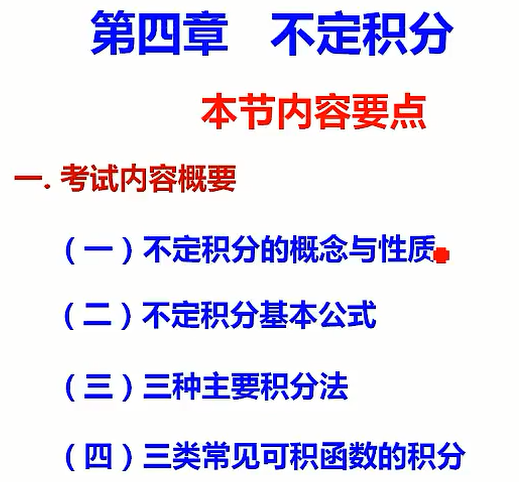 第四章 不定积分
本节内容要点
一. 考试内容概要
（一）不定积分的概念与性质
（二）不定积分基本公式
（三）三种主要积分法
（四）三类常见可积函数的积分